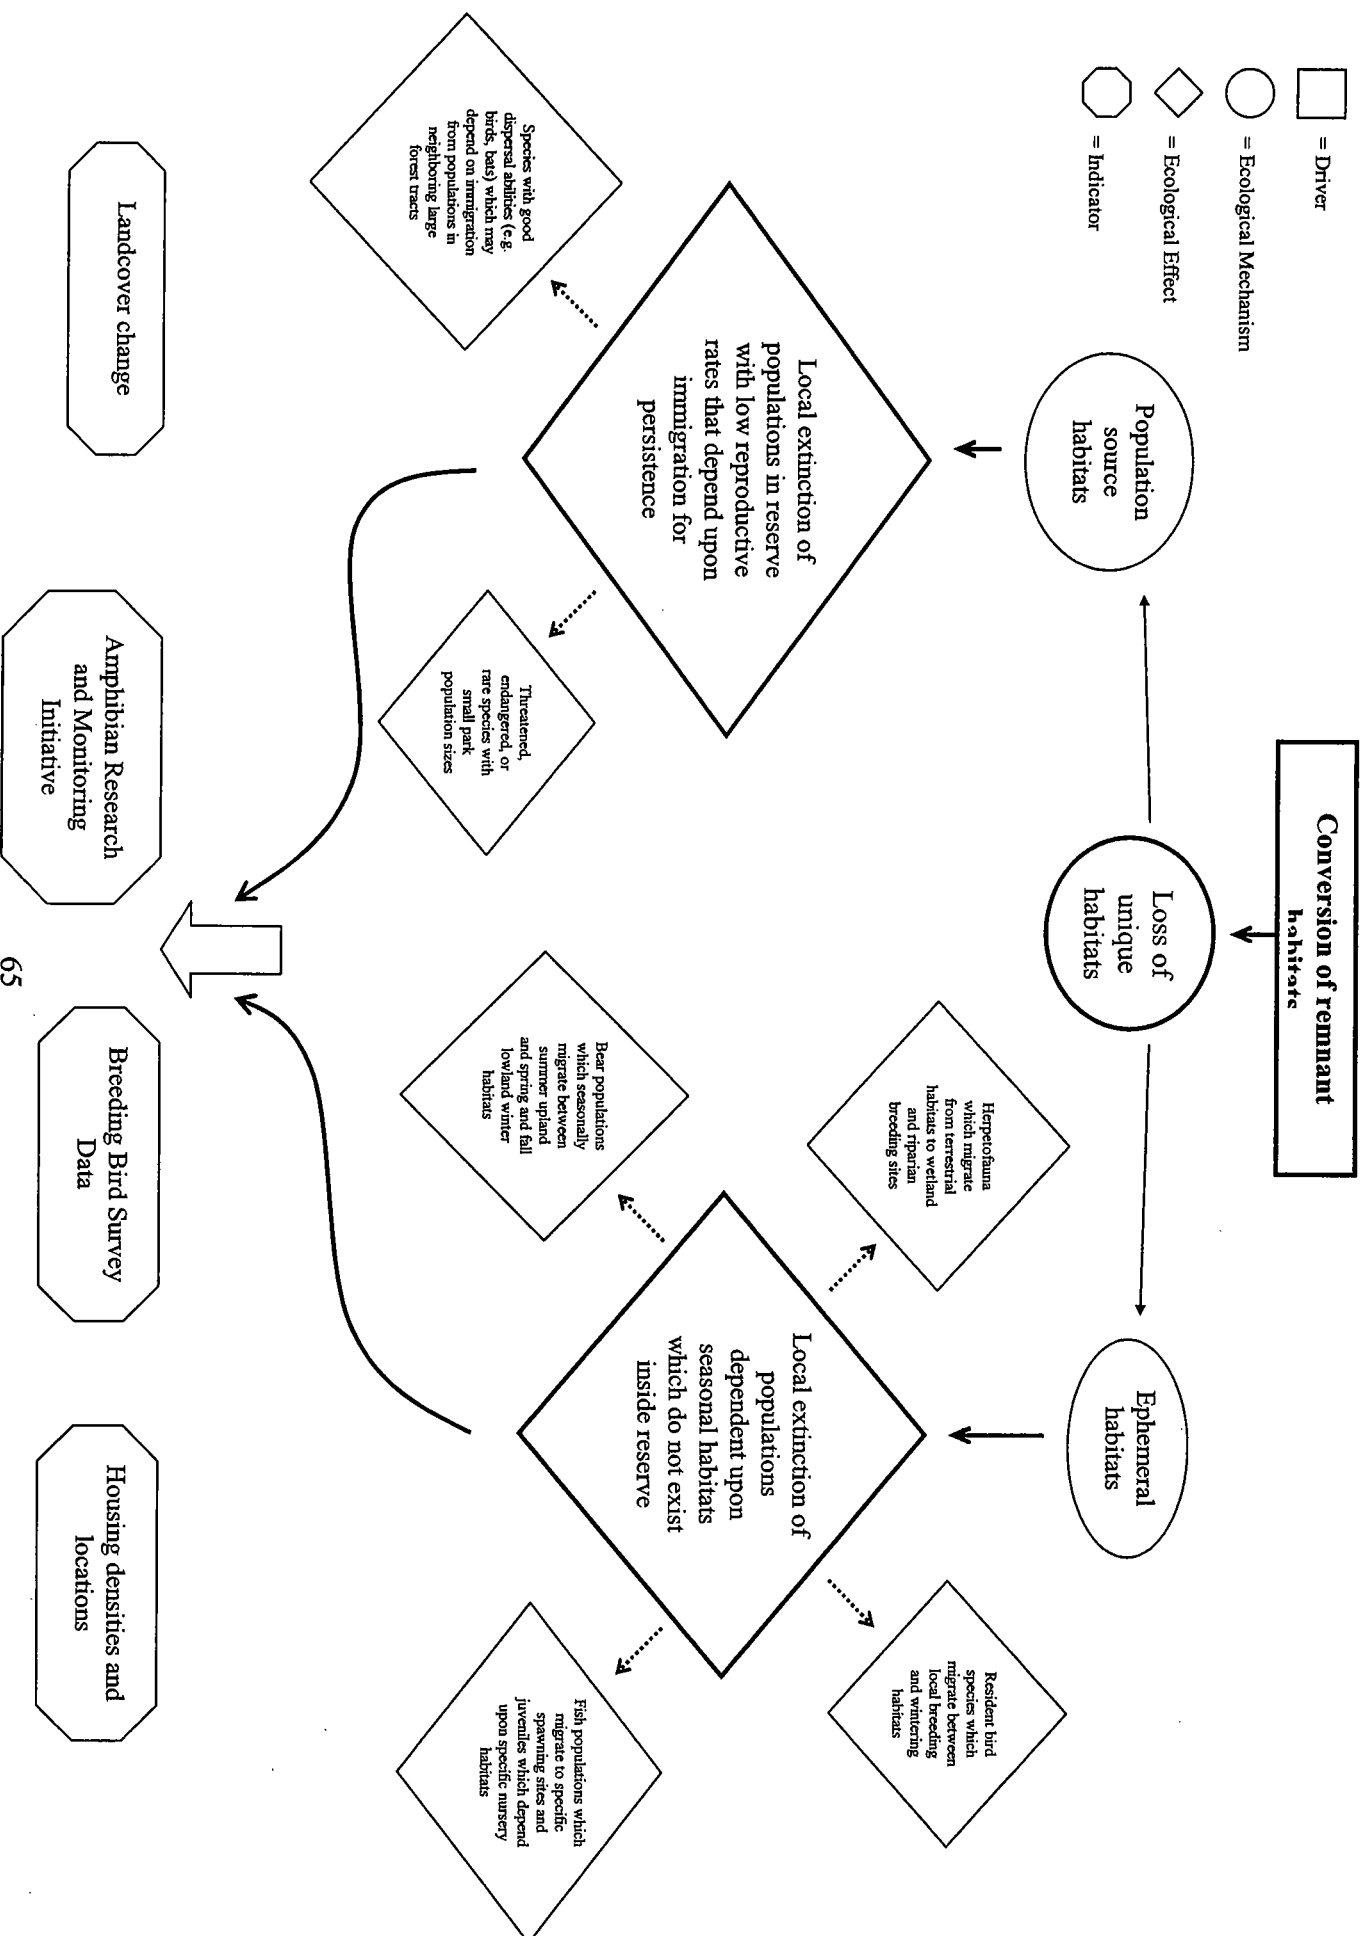 Conversion of remnant
habitats
= Driver
= Ecological Mechanism
= Ecological Effect
= Indicator
Population
source
habitats
Loss of
unique
habitats
Ephemeral
habitats
Local extinction of
populations in reserve
with low reproductive
rates that depend upon
immigration for
persistence
Herpetofauna
which migrate
from terrestrial
habitats to wetland
and riparian
breeding sites
Resident bird
species which
migrate between
local breeding
and wintering
habitats
Local extinction of
populations
dependent upon
seasonal habitats
which do not exist
inside reserve
Species with good
dispersal abilities (e.g.
birds, bats) which may
depend on immigration
from populations in
neighboring large
forest tracts
Threatened,
endangered, or
rare species with
small park
population sizes
Bear populations
which seasonally
migrate between
summer upland
and spring and fall
lowland winter
habitats
Fish populations which
migrate to specific
spawning sites and
juveniles which depend
upon specific nursery
habitats
Landcover change
Amphibian Research
and Monitoring
Initiative
Breeding Bird Survey
Data
Housing densities and
locations
65